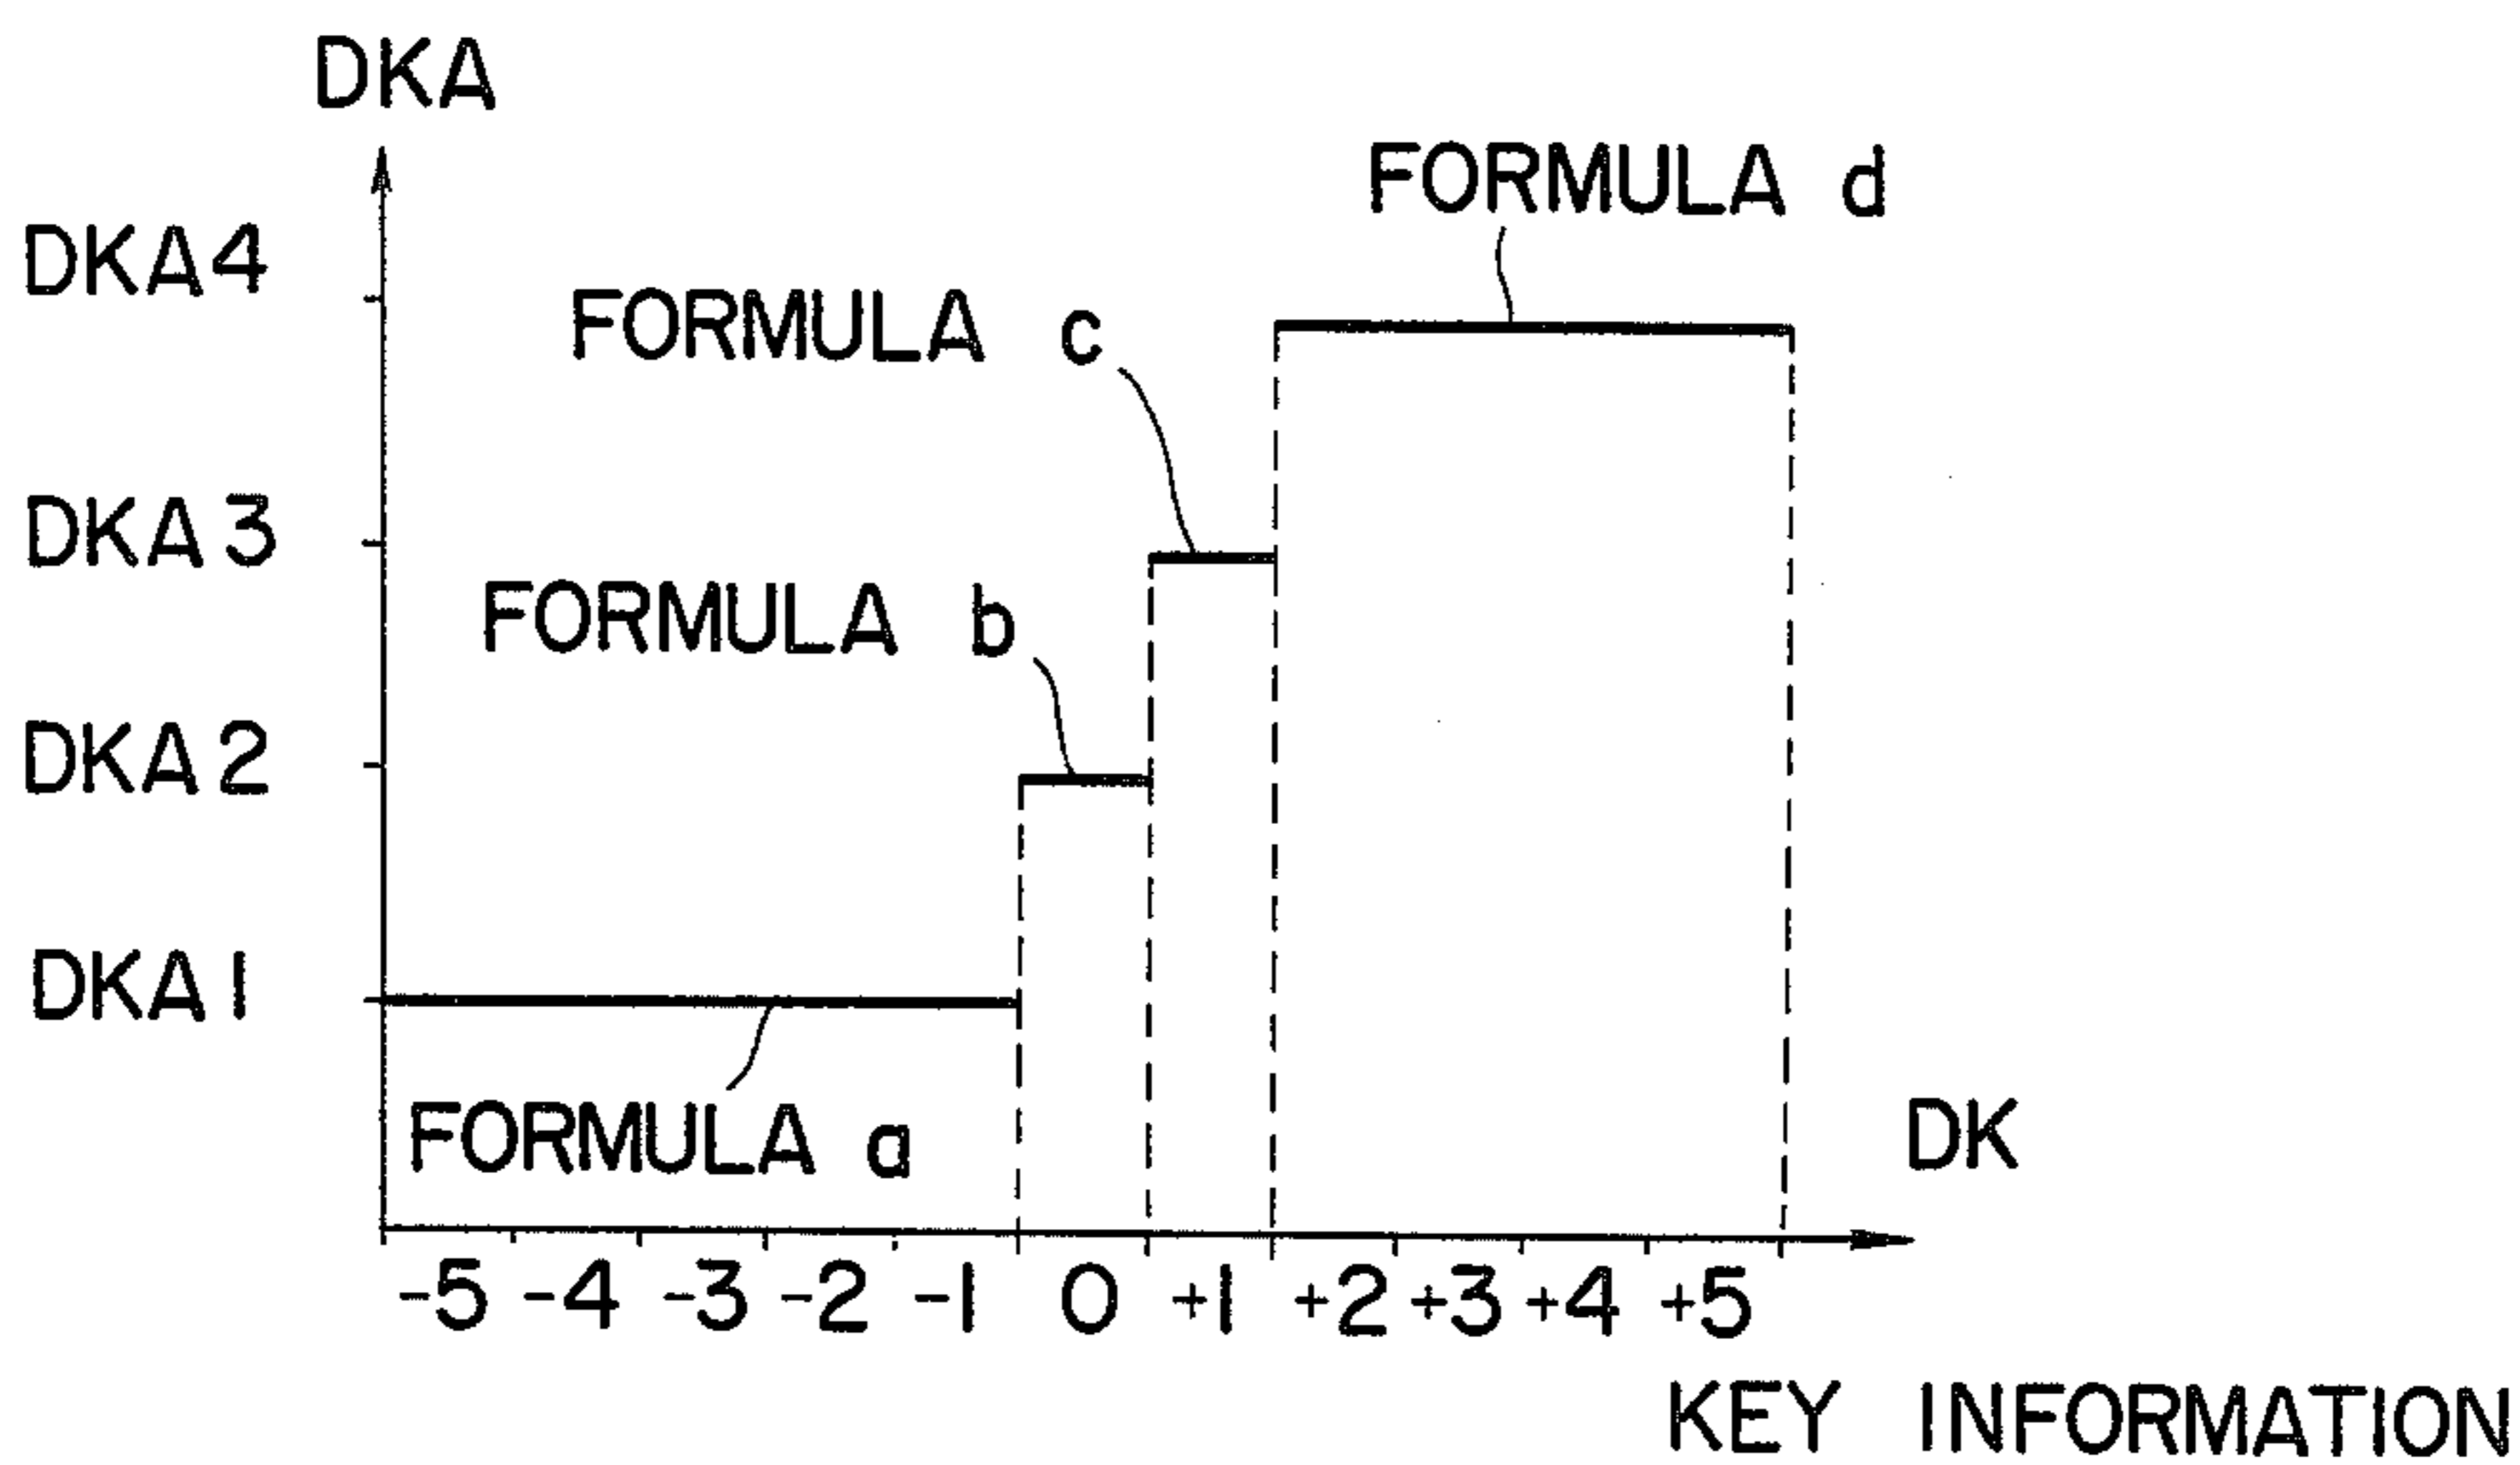 DKA
FORMULA d
DKA4
FORMULA c
DKA3
FORMULA b
DKA2
DKA1
FORMULA a
DK
-5 -4 -3 -2 -1 0 +1 +2 +3 +4 +5
KEY INFORMATION